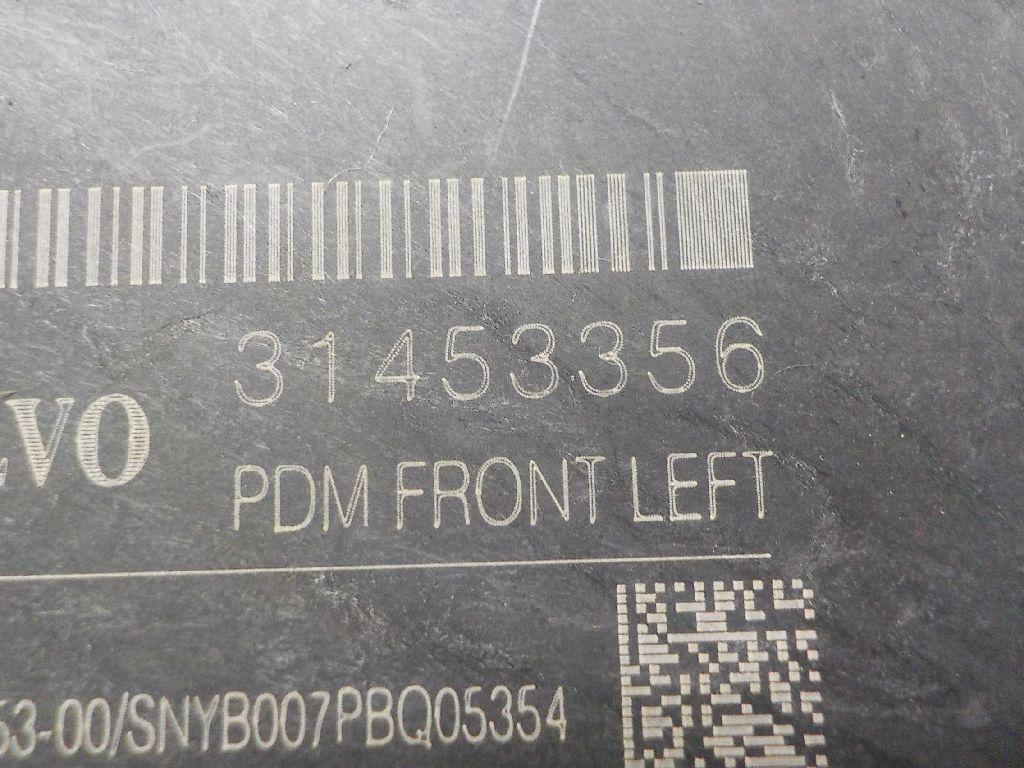 31453356
LVO
PDM FRONT LEFT
53-00/SNYB007PBQ05354